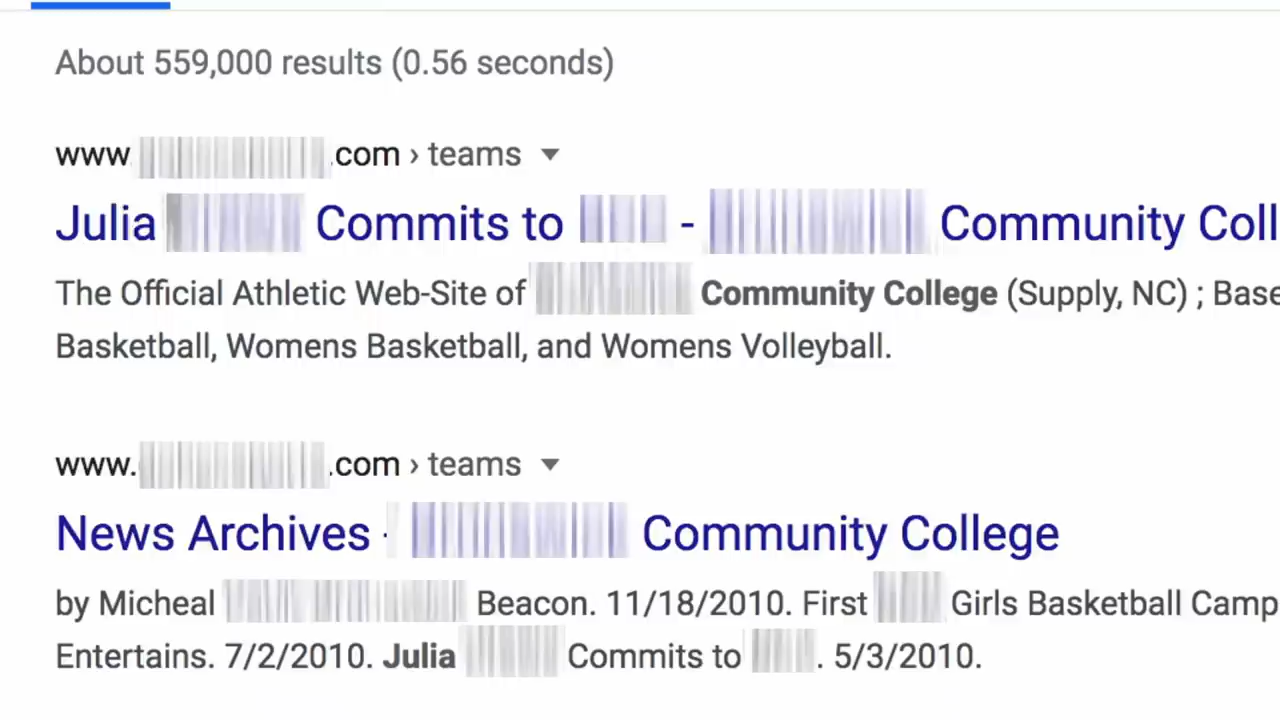 About 559,000 results (0.56 seconds)
www. .com › teams
Julia Commits to - Community Coll
The Official Athletic Web-Site of Community College (Supply, NC) ; Base
Basketball, Womens Basketball, and Womens Volleyball.
www. .com › teams
News Archives - Community College
by Micheal Beacon. 11/18/2010. First Girls Basketball Camp
Entertains. 7/2/2010. Julia Commits to . 5/3/2010.